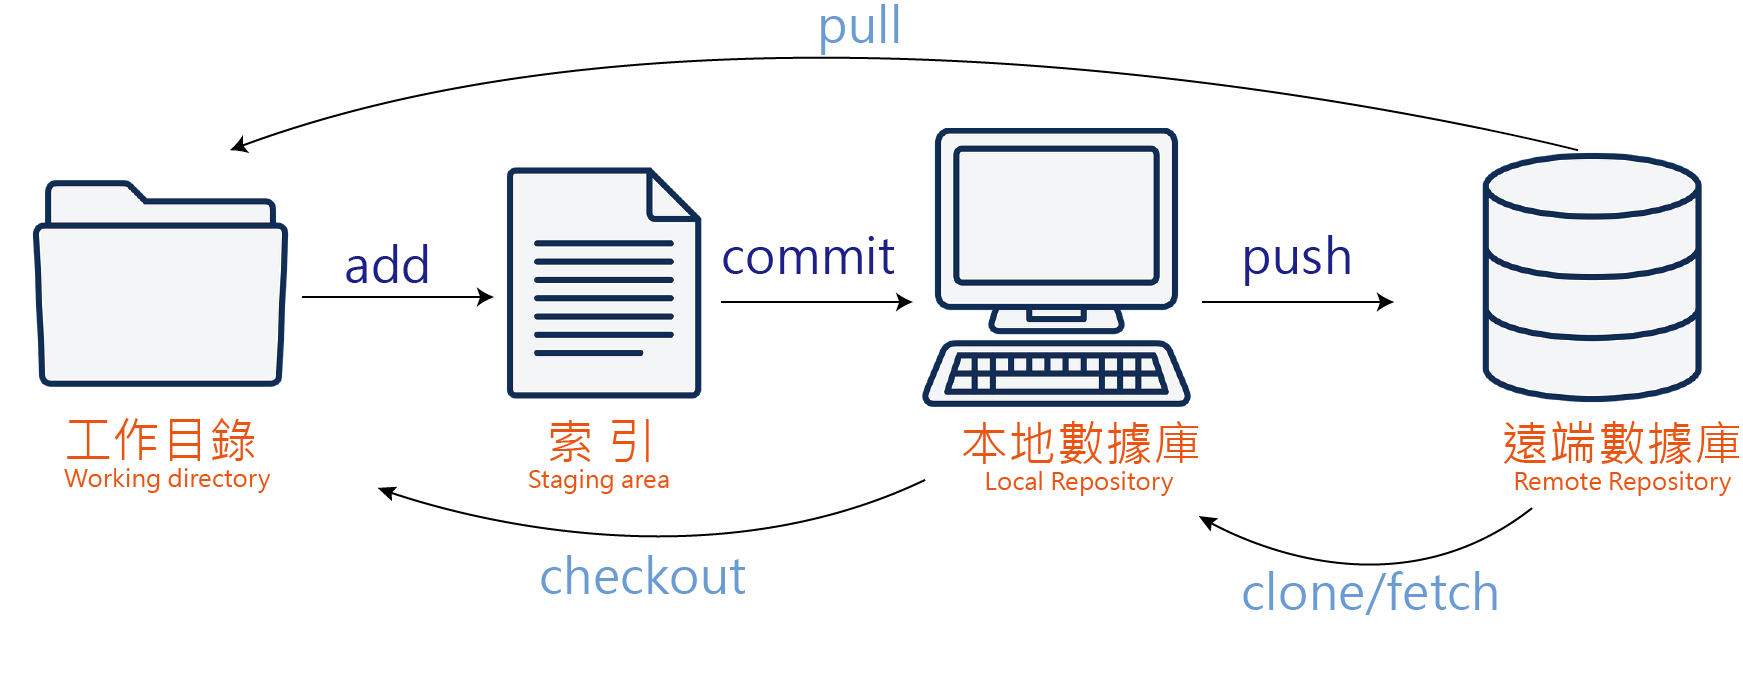 pull
add
commit
push
工作目錄
Working directory
索 引
Staging area
本地數據庫
Local Repository
遠端數據庫
Remote Repository
checkout
clone/fetch